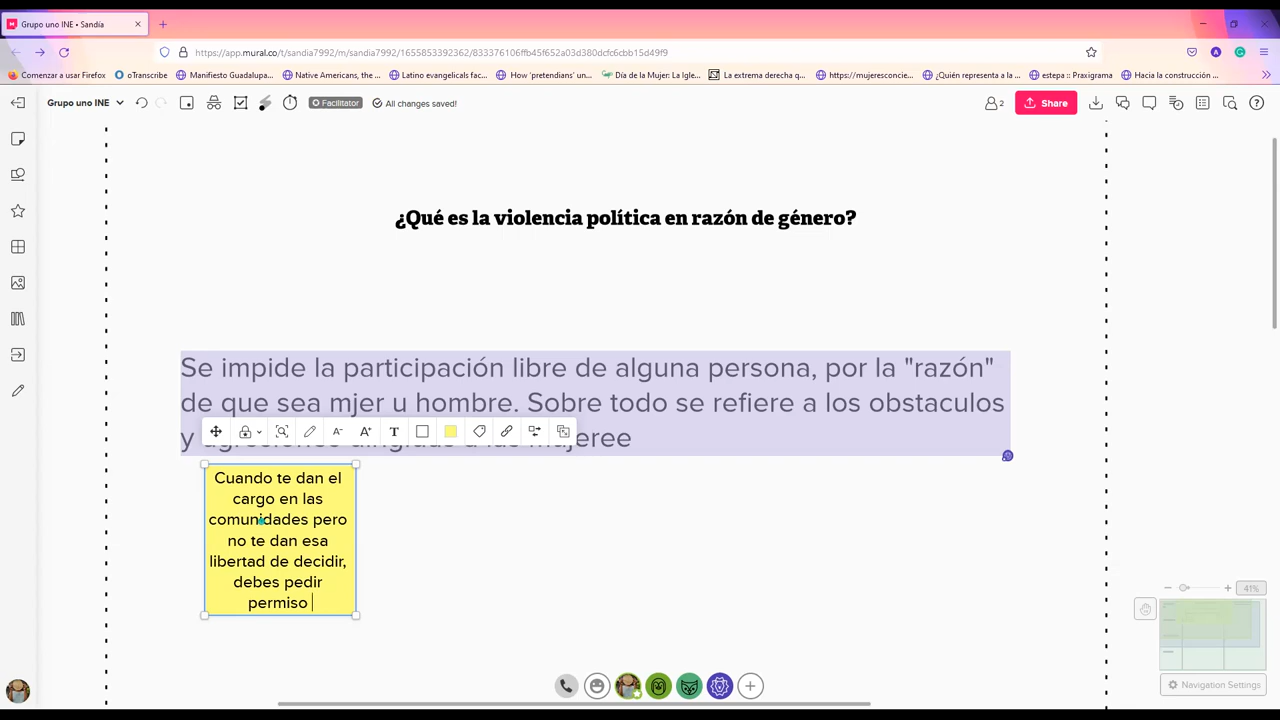 Grupo uno INE • Sandía
https://app.mural.co/t/sandia7992/m/sandia7992/1655853392362/833376106ffb45f652a03d380dcfc6cbb15d49f9
Comenzar a usar Firefox
oTranscribe
Manifiesto Guadalupa...
Native Americans, the ...
Latino evangelicals fac...
How 'pretendians' un...
Día de la Mujer: La Igle...
La extrema derecha q...
https://mujeresconcie...
¿Quién representa a la ...
estepa :: Praxigrama
Hacia la construcción ...
Grupo uno INE
Facilitator
All changes saved!
2
Share
¿Qué es la violencia política en razón de género?
Se impide la participación libre de alguna persona, por la "razón"
de que sea mjer u hombre. Sobre todo se refiere a los obstaculos
y agresiones dirigidas a las mujeree
A-
A+
T
Cuando te dan el
cargo en las
comunidades pero
no te dan esa
libertad de decidir,
debes pedir
permiso
41%
Navigation Settings